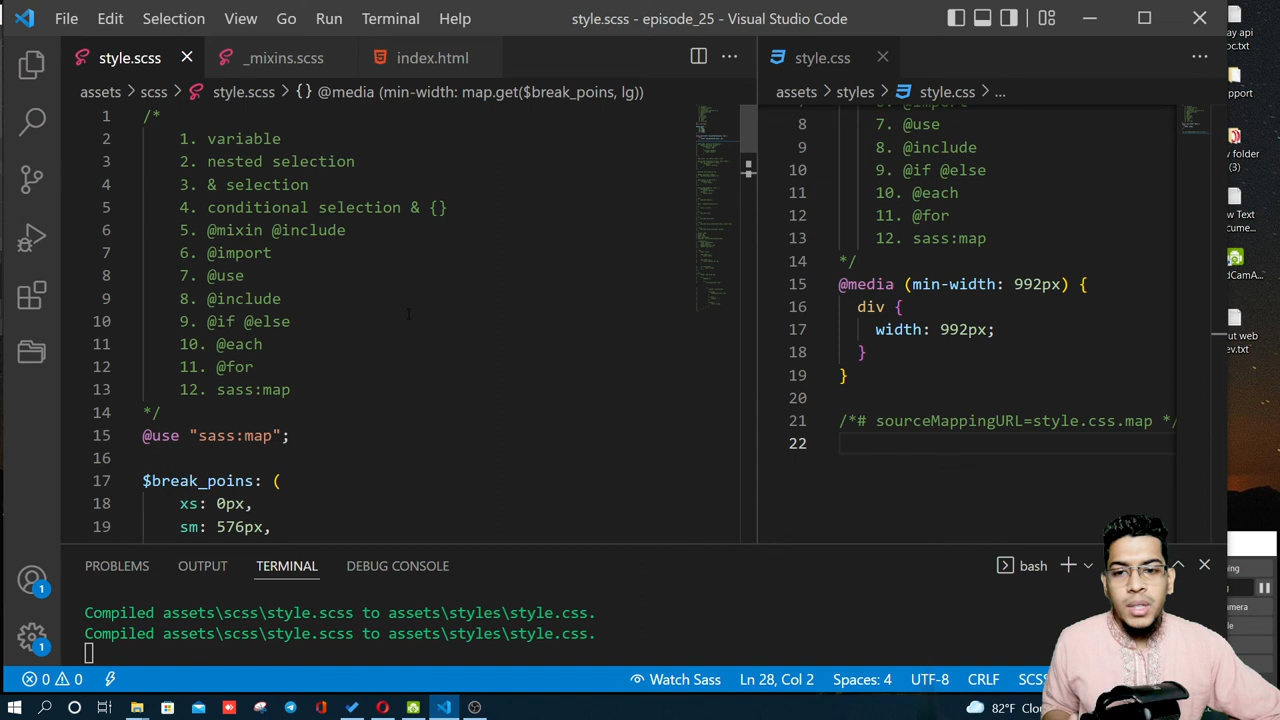 File Edit Selection View Go Run Terminal Help style.scss - episode_25 - Visual Studio Code
style.scss _mixins.scss index.html
assets > scss > style.scss > {} @media (min-width: map.get($break_poins, lg))
1 /*
2 1. variable
3 2. nested selection
4 3. & selection
5 4. conditional selection & {}
6 5. @mixin @include
7 6. @import
8 7. @use
9 8. @include
10 9. @if @else
11 10. @each
12 11. @for
13 12. sass:map
14 */
15 @use "sass:map";
16
17 $break_poins: (
18 xs: 0px,
19 sm: 576px,
style.css
assets > styles > style.css > ...
8 7. @use
9 8. @include
10 9. @if @else
11 10. @each
12 11. @for
13 12. sass:map
14 */
15 @media (min-width: 992px) {
16 div {
17 width: 992px;
18 }
19 }
20
21 /*# sourceMappingURL=style.css.map */
22
PROBLEMS OUTPUT TERMINAL DEBUG CONSOLE bash
Compiled assets\scss\style.scss to assets\styles\style.css.
Compiled assets\scss\style.scss to assets\styles\style.css.
1
1
0 0 Watch Sass Ln 28, Col 2 Spaces: 4 UTF-8 CRLF SCSS
82°F